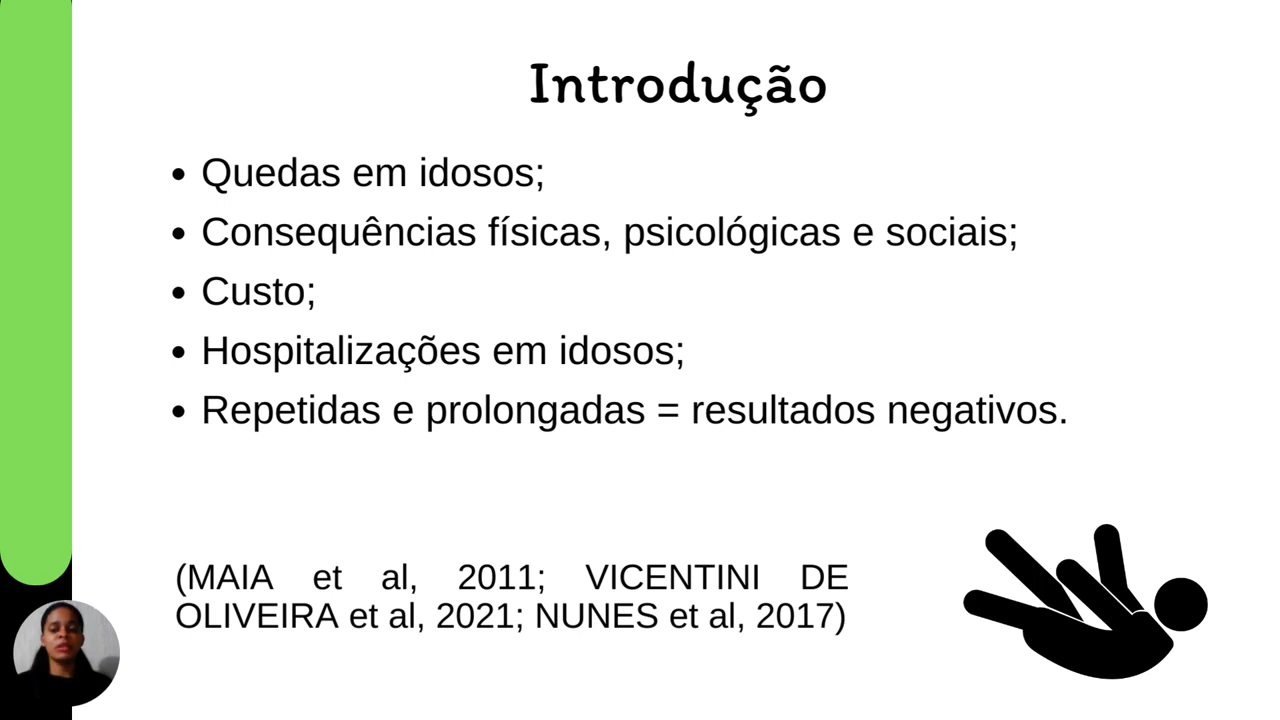 Introdução
• Quedas em idosos;
• Consequências físicas, psicológicas e sociais;
• Custo;
• Hospitalizações em idosos;
• Repetidas e prolongadas = resultados negativos.
(MAIA et al, 2011; VICENTINI DE
OLIVEIRA et al, 2021; NUNES et al, 2017)